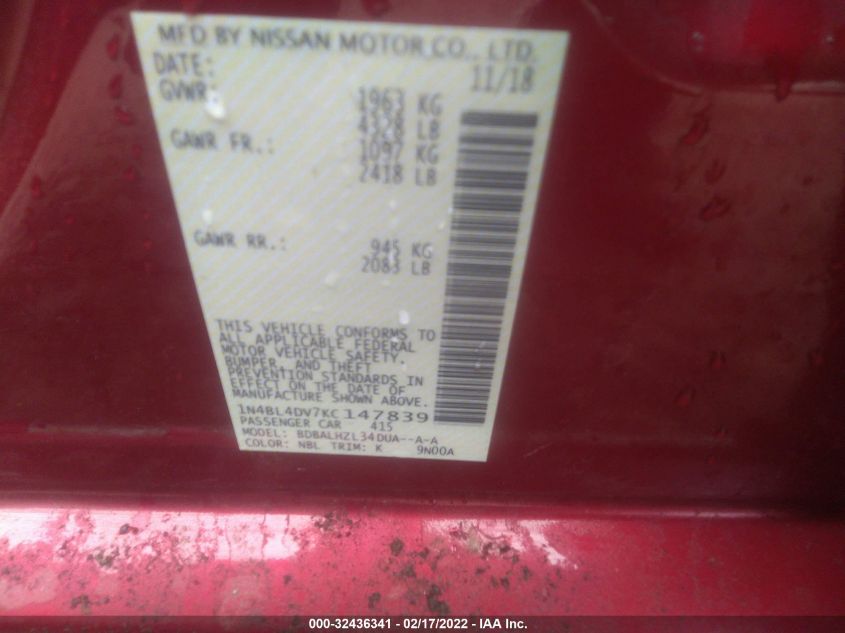 MFD BY NISSAN MOTOR CO., LTD.
DATE: 11/18
GVWR: 1963 KG
4328 LB
GAWR FR.: 1097 KG
2418 LB
GAWR RR.: 945 KG
2083 LB
THIS VEHICLE CONFORMS TO
ALL APPLICABLE FEDERAL
MOTOR VEHICLE SAFETY,
BUMPER, AND THEFT
PREVENTION STANDARDS IN
EFFECT ON THE DATE OF
MANUFACTURE SHOWN ABOVE.
1N4BL4DV7KC147839
PASSENGER CAR 415
MODEL: BDBALHZL34DUA--A-A
COLOR: NBL TRIM: K 9N00A
000-32436341 - 02/17/2022 - IAA Inc.